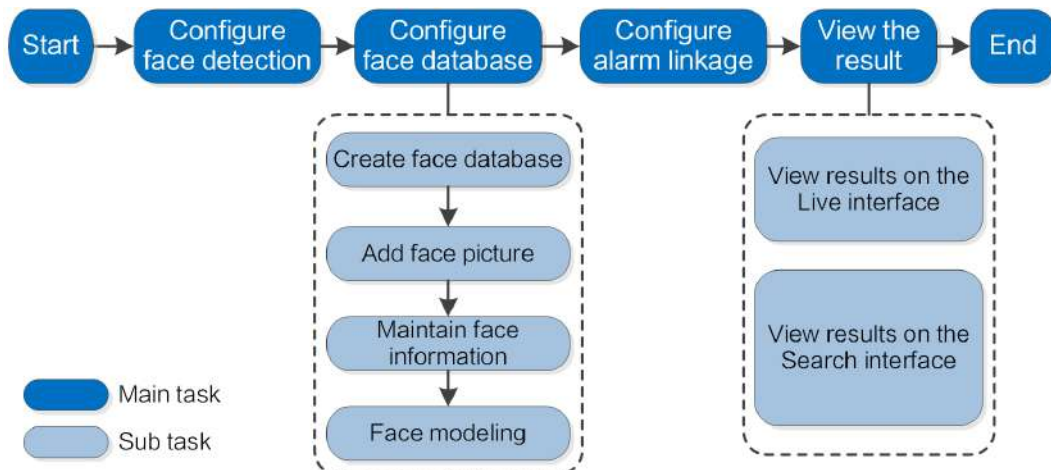 Start
Configure
face detection
Configure
face database
Configure
alarm linkage
View the
result
End
Create face database
Add face picture
Maintain face
information
Face modeling
View results on the
Live interface
View results on the
Search interface
Main task
Sub task